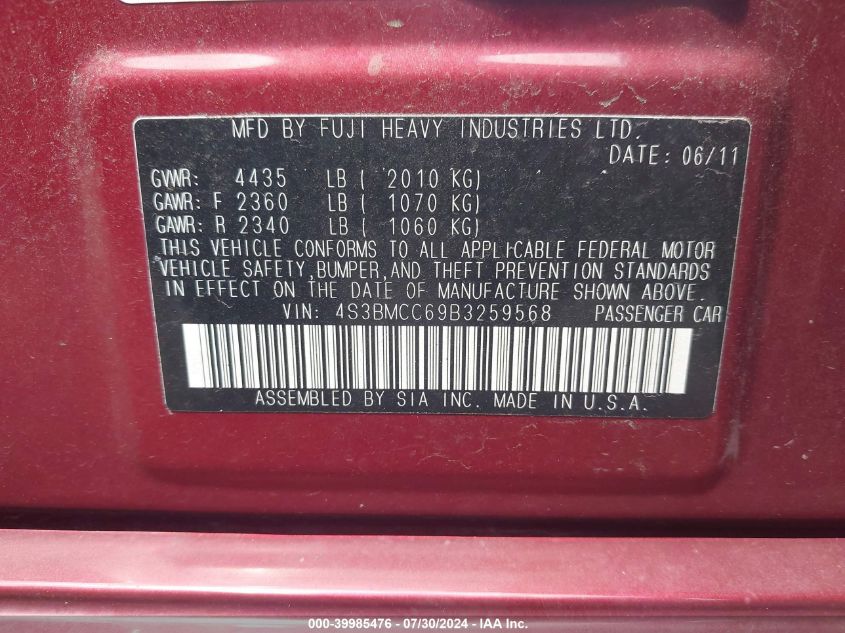 MFD BY FUJI HEAVY INDUSTRIES LTD.
DATE: 06/11
GVWR: 4435 LB ( 2010 KG)
GAWR: F 2360 LB ( 1070 KG)
GAWR: R 2340 LB ( 1060 KG)
THIS VEHICLE CONFORMS TO ALL APPLICABLE FEDERAL MOTOR
VEHICLE SAFETY, BUMPER, AND THEFT PREVENTION STANDARDS
IN EFFECT ON THE DATE OF MANUFACTURE SHOWN ABOVE.
VIN: 4S3BMCC69B3259568 PASSENGER CAR
ASSEMBLED BY SIA INC. MADE IN U.S.A.
000-39985476 - 07/30/2024 - IAA Inc.